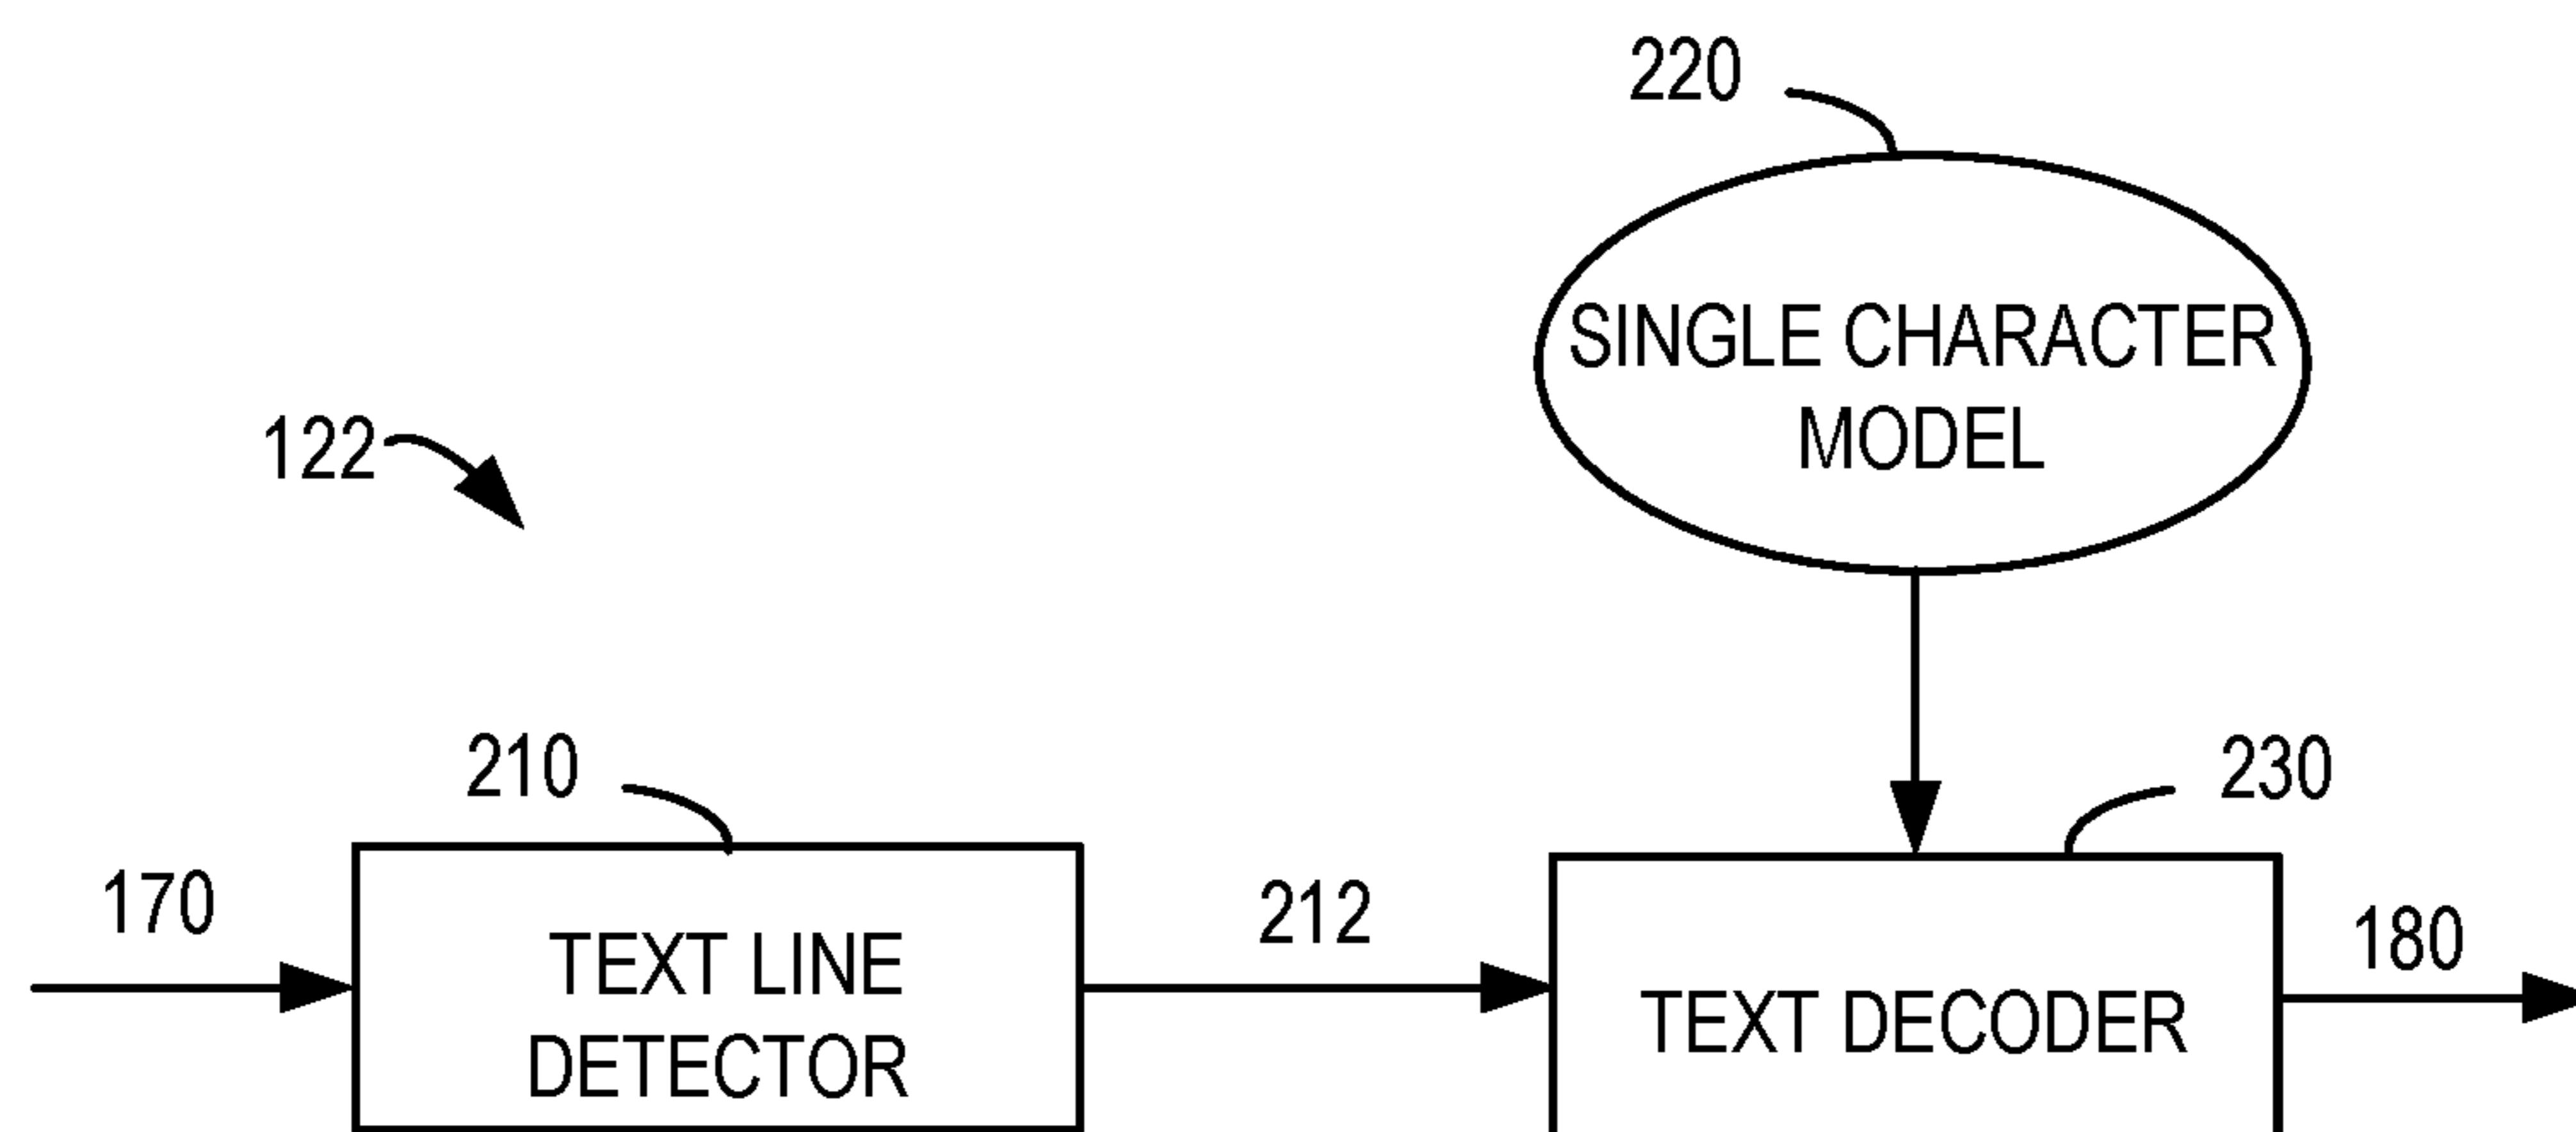 220
SINGLE CHARACTER
MODEL
122
210
230
170
212
180
TEXT LINE
DETECTOR
TEXT DECODER